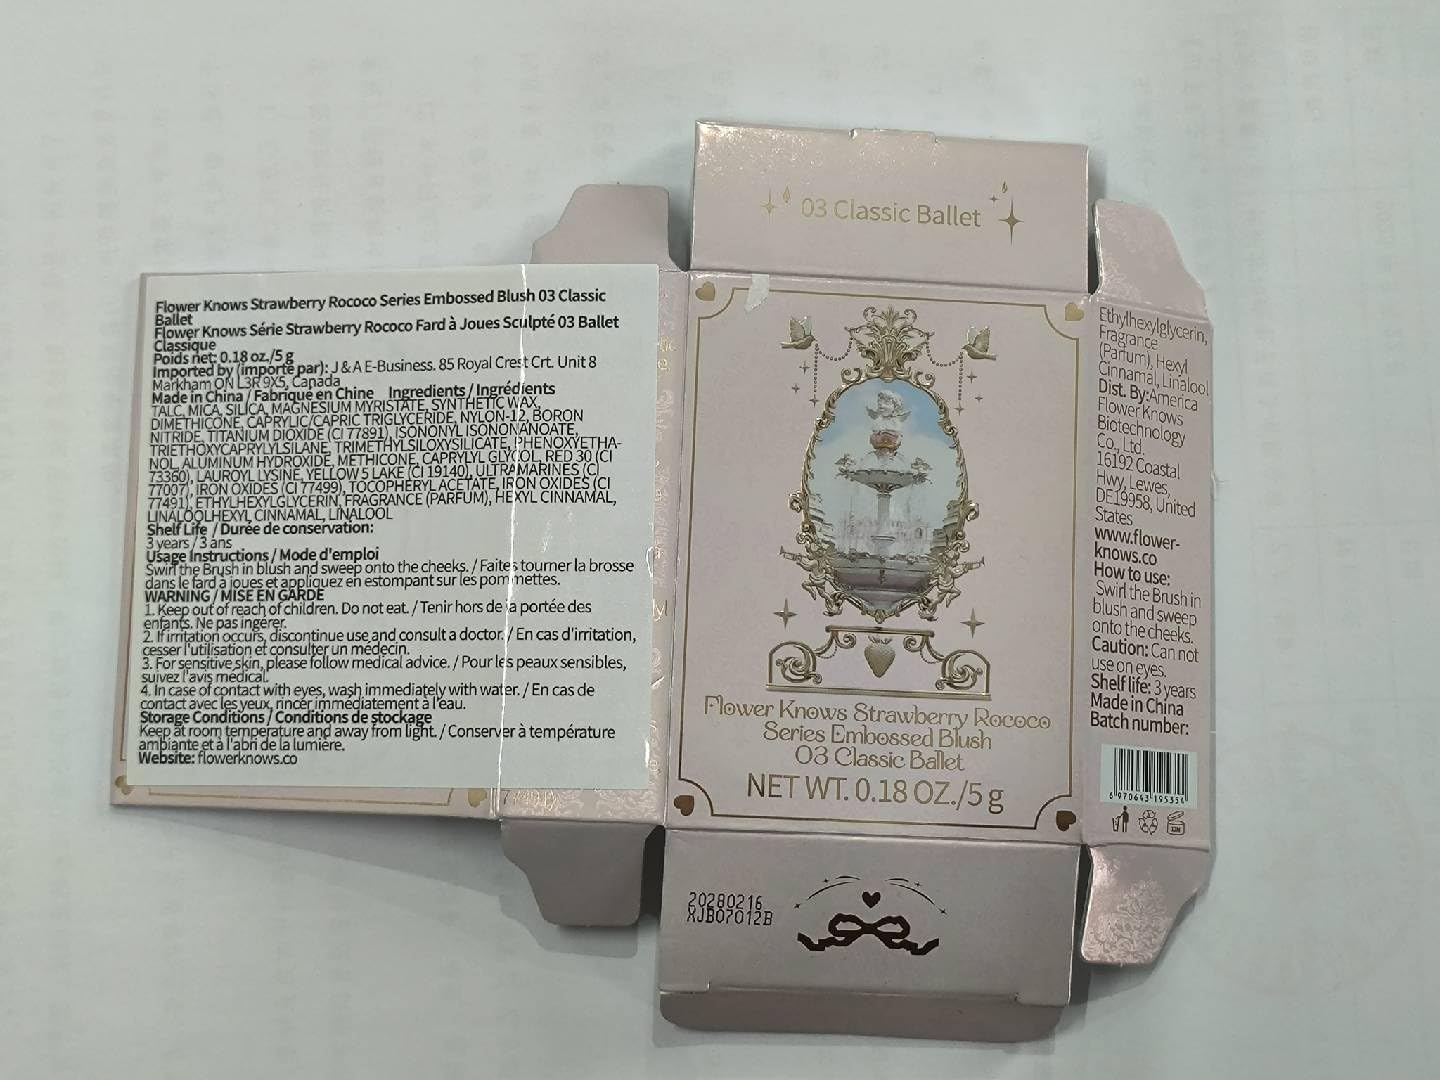 03 Classic Ballet
Flower Knows Strawberry Rococo Series Embossed Blush 03 Classic
Ballet
Flower Knows Série Strawberry Rococo Fard à Joues Sculpté 03 Ballet
Classique
Poids net: 0.18 oz./5 g
Imported by (importé par): J & A E-Business. 85 Royal Crest Crt. Unit 8
Markham ON L3R 9X5, Canada
Made in China / Fabriqué en Chine Ingredients / Ingrédients
TALC, MICA, SILICA, MAGNESIUM MYRISTATE, SYNTHETIC WAX,
DIMETHICONE, CAPRYLIC/CAPRIC TRIGLYCERIDE, NYLON-12, BORON
NITRIDE, TITANIUM DIOXIDE (CI 77891), ISONONYL ISONONANOATE,
TRIETHOXYCAPRYLYLSILANE, TRIMETHYLSILOXYSILICATE, PHENOXYETHA-
NOL, ALUMINUM HYDROXIDE, METHICONE, CAPRYLYL GLYCOL, RED 30 (CI
73360), LAUROYL LYSINE, YELLOW 5 LAKE (CI 19140), ULTRAMARINES (CI
77007), IRON OXIDES (CI 77499), TOCOPHERYL ACETATE, IRON OXIDES (CI
77491), ETHYLHEXYLGLYCERIN, FRAGRANCE (PARFUM), HEXYL CINNAMAL,
LINALOOLHEXYL CINNAMAL, LINALOOL
Shelf Life / Durée de conservation:
3 years / 3 ans
Usage Instructions / Mode d'emploi
Swirl the Brush in blush and sweep onto the cheeks. / Faites tourner la brosse
dans le fard à joues et appliquez en estompant sur les pommettes.
WARNING / MISE EN GARDE
1. Keep out of reach of children. Do not eat. / Tenir hors de la portée des
enfants. Ne pas ingérer.
2. If irritation occurs, discontinue use and consult a doctor. / En cas d'irritation,
cesser l'utilisation et consulter un médecin.
3. For sensitive skin, please follow medical advice. / Pour les peaux sensibles,
suivez l'avis médical.
4. In case of contact with eyes, wash immediately with water. / En cas de
contact avec les yeux, rincer immédiatement à l'eau.
Storage Conditions / Conditions de stockage
Keep at room temperature and away from light. / Conserver à température
ambiante et à l'abri de la lumière.
Website: flowerknows.co
77491)
Flower Knows Strawberry Rococo
Series Embossed Blush
03 Classic Ballet
NET WT. 0.18 OZ./5 g
20280216
XJB07012B
Ethylhexylglycerin,
Fragrance
(Parfum), Hexyl
Cinnamal, Linalool
Dist. By:America
Flower Knows
Biotechnology
Co., Ltd.
16192 Coastal
Hwy, Lewes,
DE19958, United
States
www.flower-
knows.co
How to use:
Swirl the Brush in
blush and sweep
onto the cheeks.
Caution: Can not
use on eyes.
Shelf life: 3 years
Made in China
Batch number:
6 970643 195354